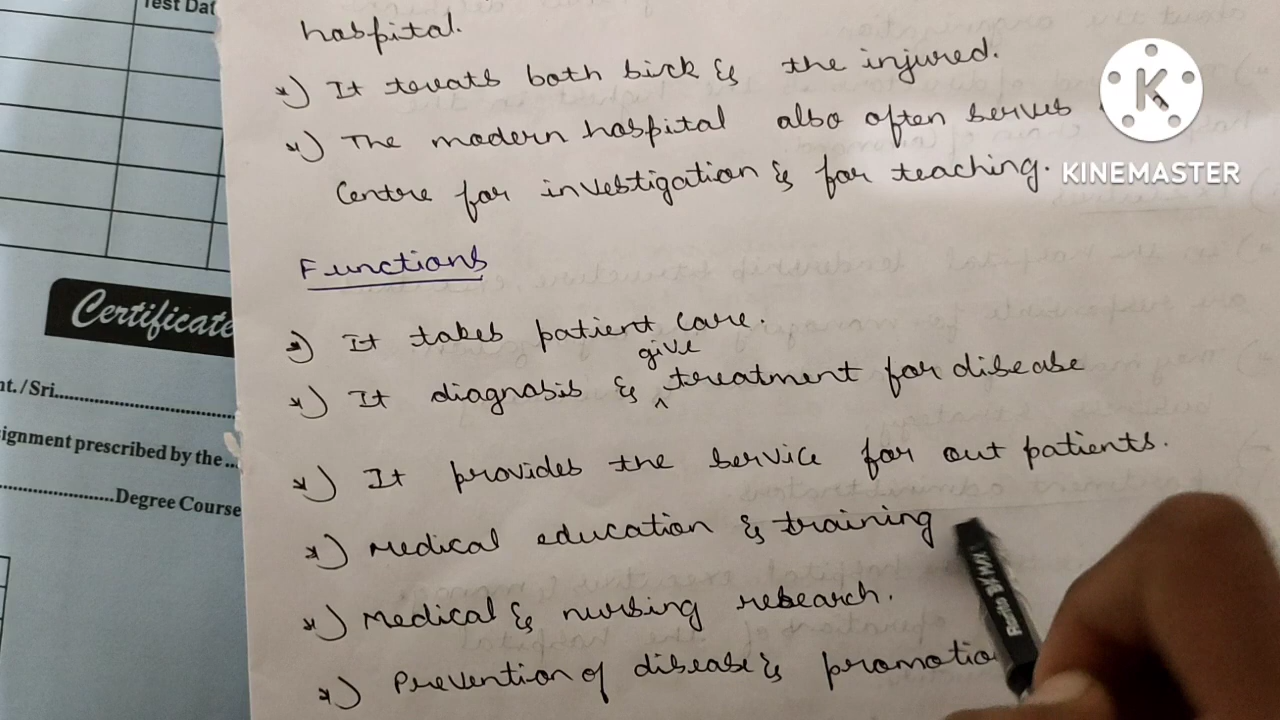 Test Dat
hospital.
*) It tereats both sick & the injured.
*) The modern hospital also often serves
Centre for investigation & for teaching.
K
KINEMASTER
Functions
*) It takes patient care.
give
*) It diagnosis & ^ treatment for disease
*) It provides the service for out patients.
*) Medical education & training
*) Medical & nursing research.
*) Prevention of disease & promotio
Certificate
nt./Sri
ignment prescribed by the
Degree Course